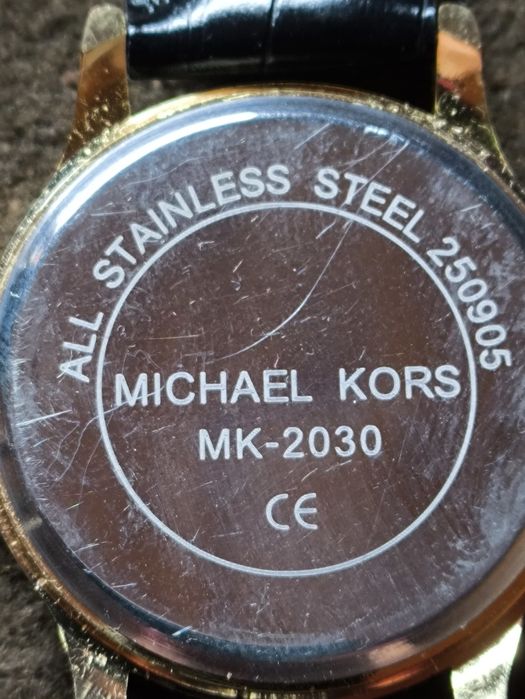 ALL STAINLESS STEEL 250905
MICHAEL KORS
MK-2030
CE